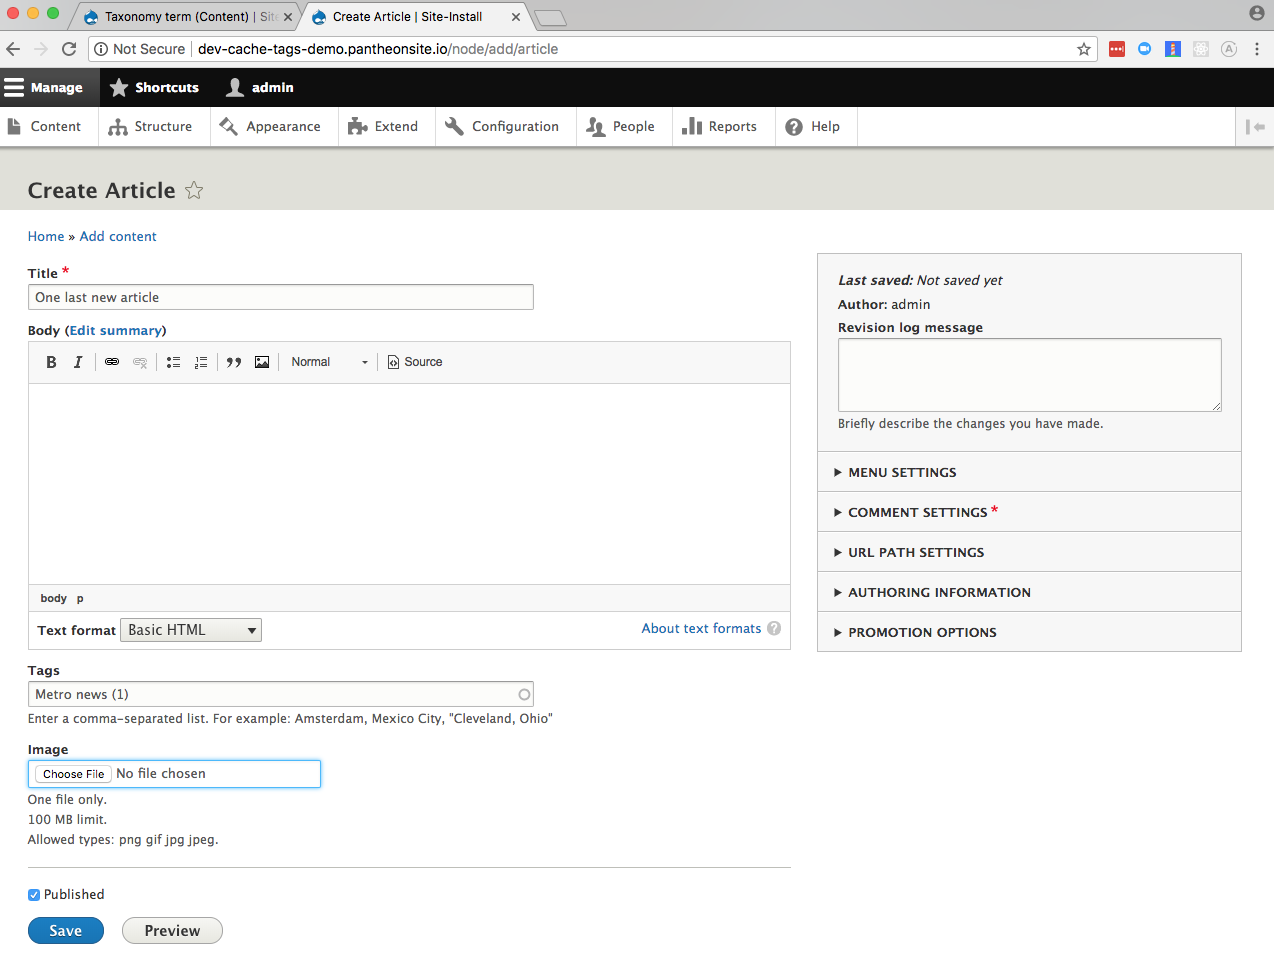 Taxonomy term (Content) | Site
Create Article | Site-Install
Not Secure
dev-cache-tags-demo.pantheonsite.io/node/add/article
Manage
Shortcuts
admin
Content
Structure
Appearance
Extend
Configuration
People
Reports
Help
Create Article
Home » Add content
Title *
One last new article
Body (Edit summary)
B I
Normal
Source
body p
Text format
Basic HTML
About text formats ?
Tags
Metro news (1)
Enter a comma-separated list. For example: Amsterdam, Mexico City, "Cleveland, Ohio"
Image
Choose File No file chosen
One file only.
100 MB limit.
Allowed types: png gif jpg jpeg.
Published
Save
Preview
Last saved: Not saved yet
Author: admin
Revision log message
Briefly describe the changes you have made.
MENU SETTINGS
COMMENT SETTINGS *
URL PATH SETTINGS
AUTHORING INFORMATION
PROMOTION OPTIONS